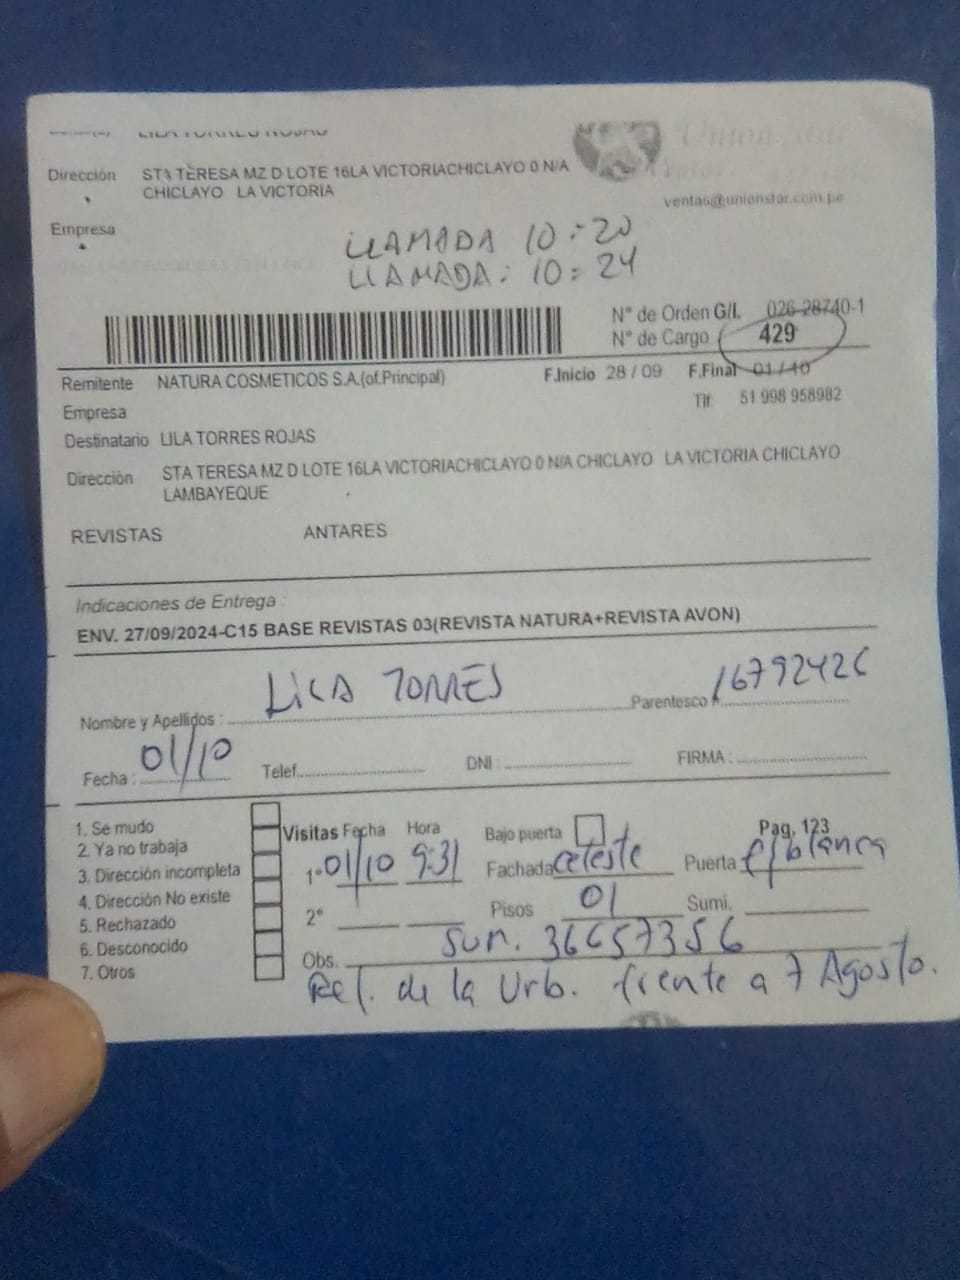 LILA TORRES ROJAS
Dirección STA TERESA MZ D LOTE 16LA VICTORIACHICLAYO 0 N/A
CHICLAYO LA VICTORIA
ventas@unionstar.com.pe
Empresa
LLAMADA 10:20
LLAMADA: 10:24
N° de Orden G/I. 026-28740-1
N° de Cargo 429
Remitente NATURA COSMETICOS S.A.(of.Principal) F.Inicio 28 / 09 F.Final 01 / 10
Empresa Tlf. 51 998 958982
Destinatario LILA TORRES ROJAS
Dirección STA TERESA MZ D LOTE 16LA VICTORIACHICLAYO 0 N/A CHICLAYO LA VICTORIA CHICLAYO
LAMBAYEQUE
REVISTAS ANTARES
Indicaciones de Entrega :
ENV. 27/09/2024-C15 BASE REVISTAS 03(REVISTA NATURA+REVISTA AVON)
Nombre y Apellidos : LILA TORRES Parentesco 16792426
Fecha : 01/10 Telef. DNI : FIRMA :
1. Se mudo
2. Ya no trabaja
3. Dirección incompleta
4. Dirección No existe
5. Rechazado
6. Desconocido
7. Otros
Visitas Fecha Hora Bajo puerta Pag. 123
1° 01/10 9:31 Fachada celeste Puerta f/blanca
2° Pisos 01 Sumi.
Obs. Sum. 36657356
Ref. de la Urb. frente a 7 Agosto.